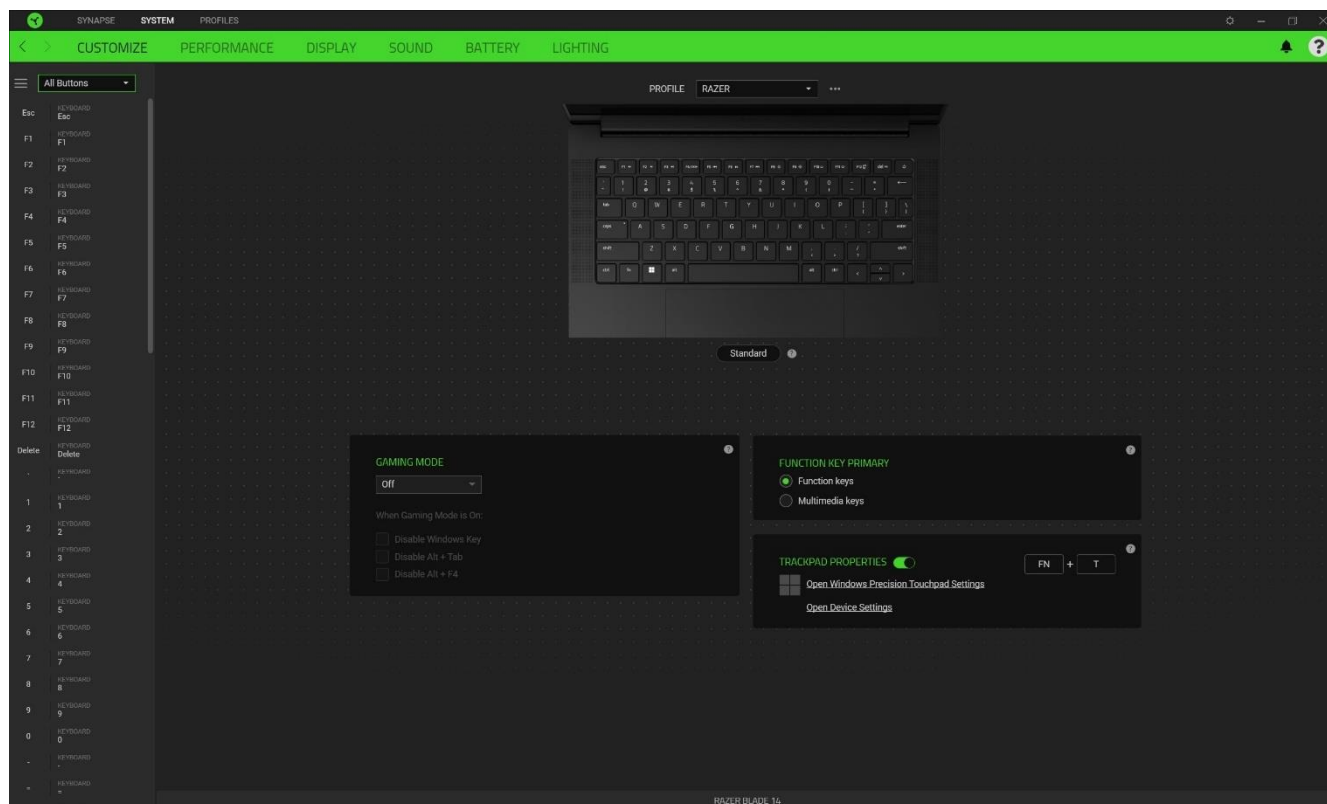 SYNAPSE SYSTEM PROFILES
CUSTOMIZE PERFORMANCE DISPLAY SOUND BATTERY LIGHTING ?
All Buttons
PROFILE RAZER
Esc KEYBOARD Esc
F1 KEYBOARD F1
F2 KEYBOARD F2
F3 KEYBOARD F3
F4 KEYBOARD F4
F5 KEYBOARD F5
F6 KEYBOARD F6
F7 KEYBOARD F7
F8 KEYBOARD F8
F9 KEYBOARD F9
F10 KEYBOARD F10
F11 KEYBOARD F11
F12 KEYBOARD F12
Delete KEYBOARD Delete
KEYBOARD
1 KEYBOARD 1
2 KEYBOARD 2
3 KEYBOARD 3
4 KEYBOARD 4
5 KEYBOARD 5
6 KEYBOARD 6
7 KEYBOARD 7
8 KEYBOARD 8
9 KEYBOARD 9
0 KEYBOARD 0
- KEYBOARD -
= KEYBOARD
Q W E R T Y U I O P
A S D F G H J K L
Z X C V B N M
Standard ?
GAMING MODE ?
Off
When Gaming Mode is On:
Disable Windows Key
Disable Alt + Tab
Disable Alt + F4
FUNCTION KEY PRIMARY ?
Function keys
Multimedia keys
TRACKPAD PROPERTIES FN + T ?
Open Windows Precision Touchpad Settings
Open Device Settings
RAZER BLADE 14